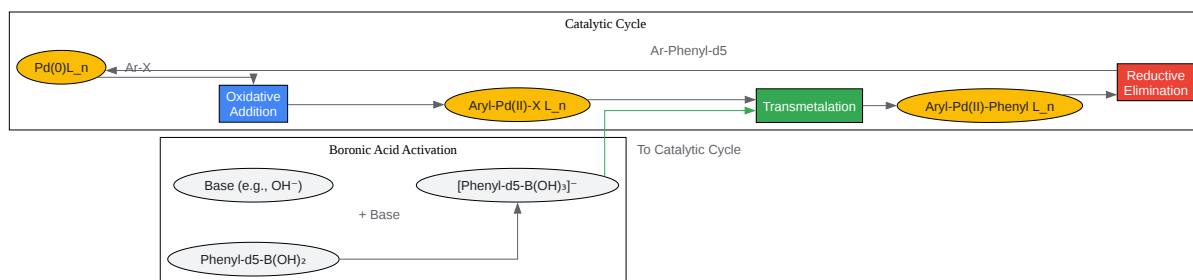 Catalytic Cycle
Ar-Phenyl-d5
Pd(0)L_n
Ar-X
Oxidative
Addition
Aryl-Pd(II)-X L_n
Transmetalation
Aryl-Pd(II)-Phenyl L_n
Reductive
Elimination
Boronic Acid Activation
To Catalytic Cycle
Base (e.g., OH⁻)
[Phenyl-d5-B(OH)₃]⁻
+ Base
Phenyl-d5-B(OH)₂